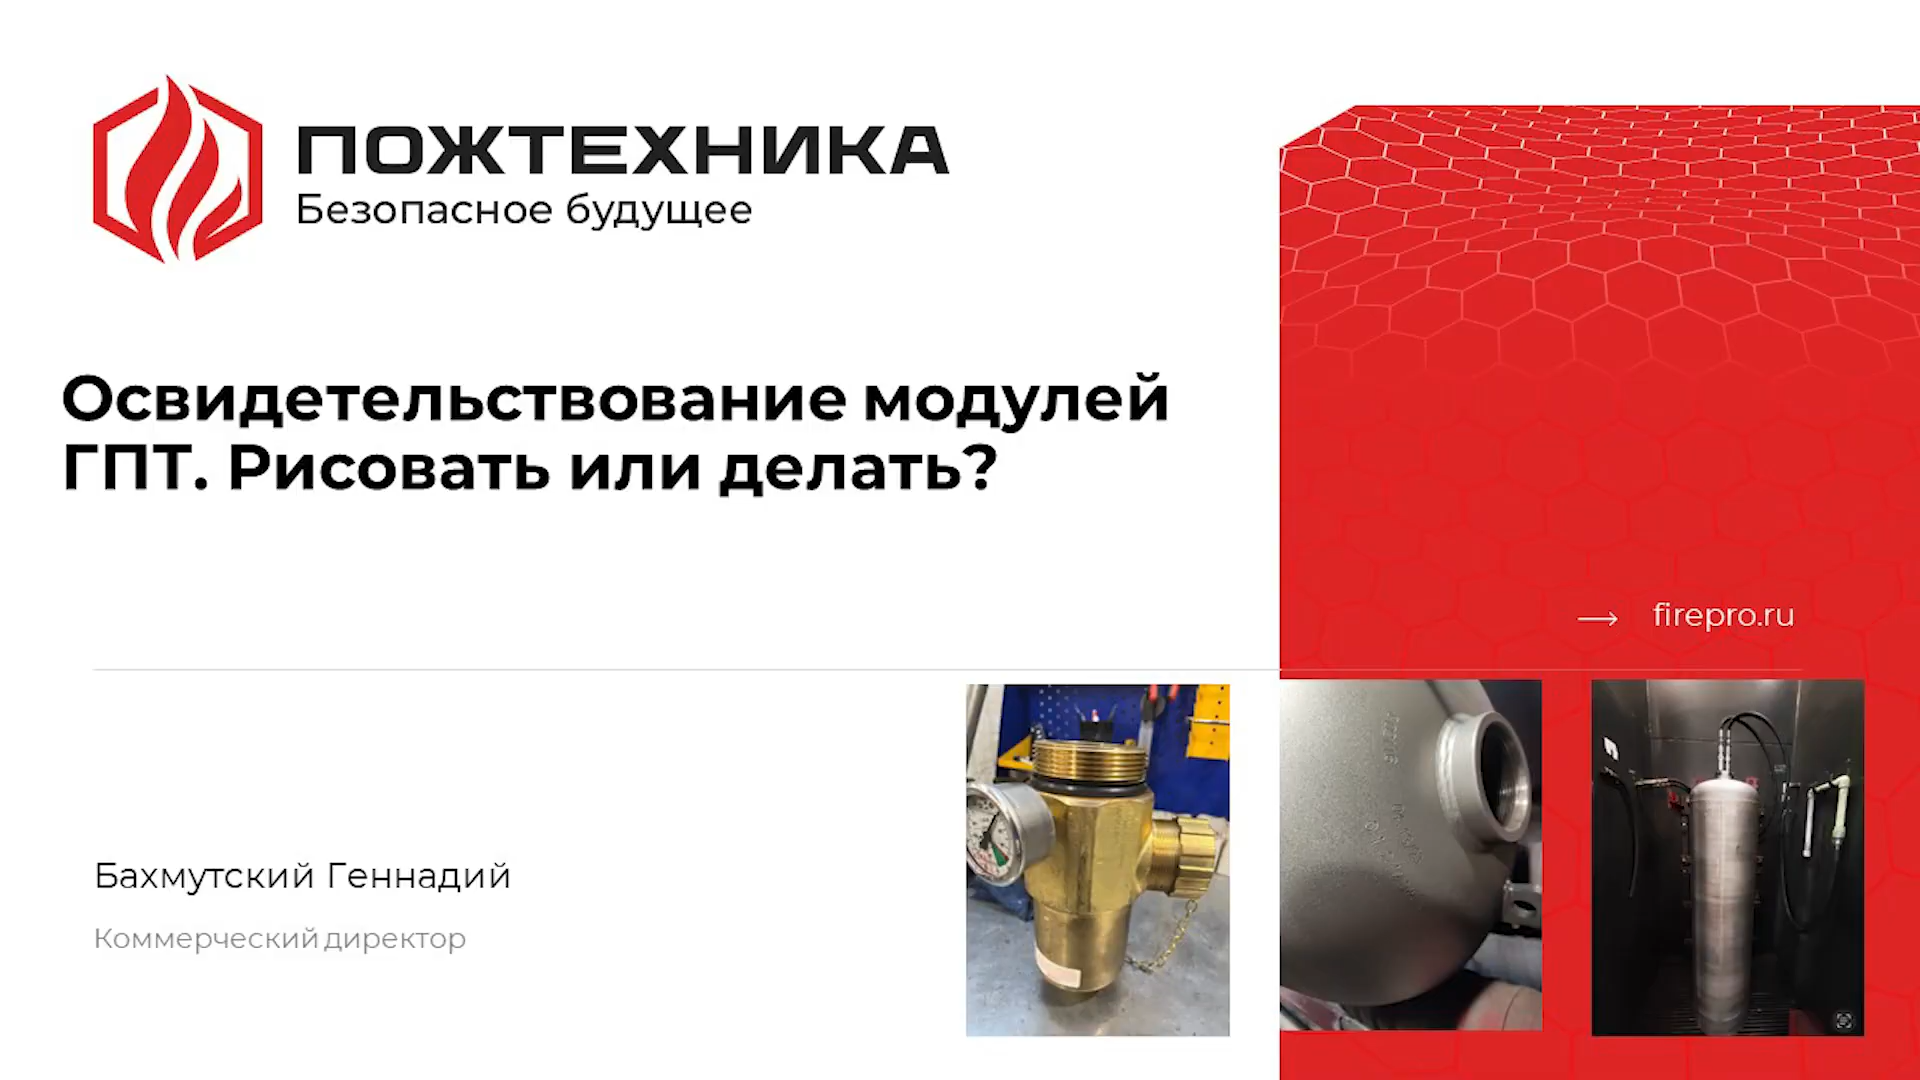 ПОЖТЕХНИКА
Безопасное будущее
Освидетельствование модулей
ГПТ. Рисовать или делать?
firepro.ru
Бахмутский Геннадий
Коммерческий директор